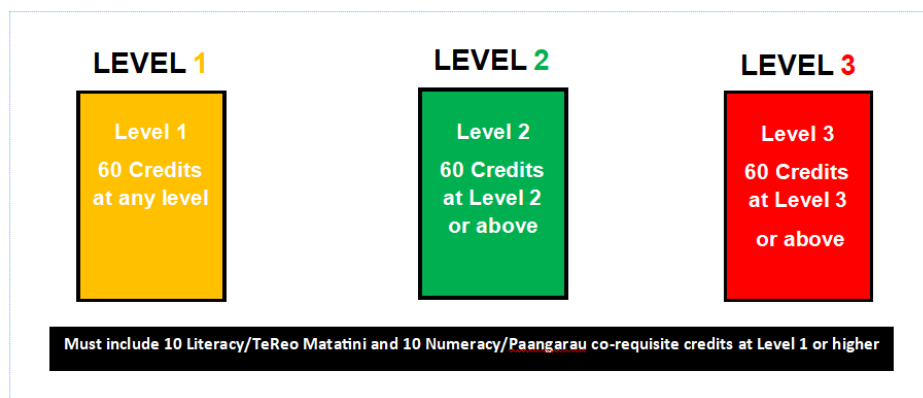 LEVEL 1
Level 1
60 Credits
at any level
LEVEL 2
Level 2
60 Credits
at Level 2
or above
LEVEL 3
Level 3
60 Credits
at Level 3
or above
Must include 10 Literacy/TeReo Matatini and 10 Numeracy/Paangarau co-requisite credits at Level 1 or higher